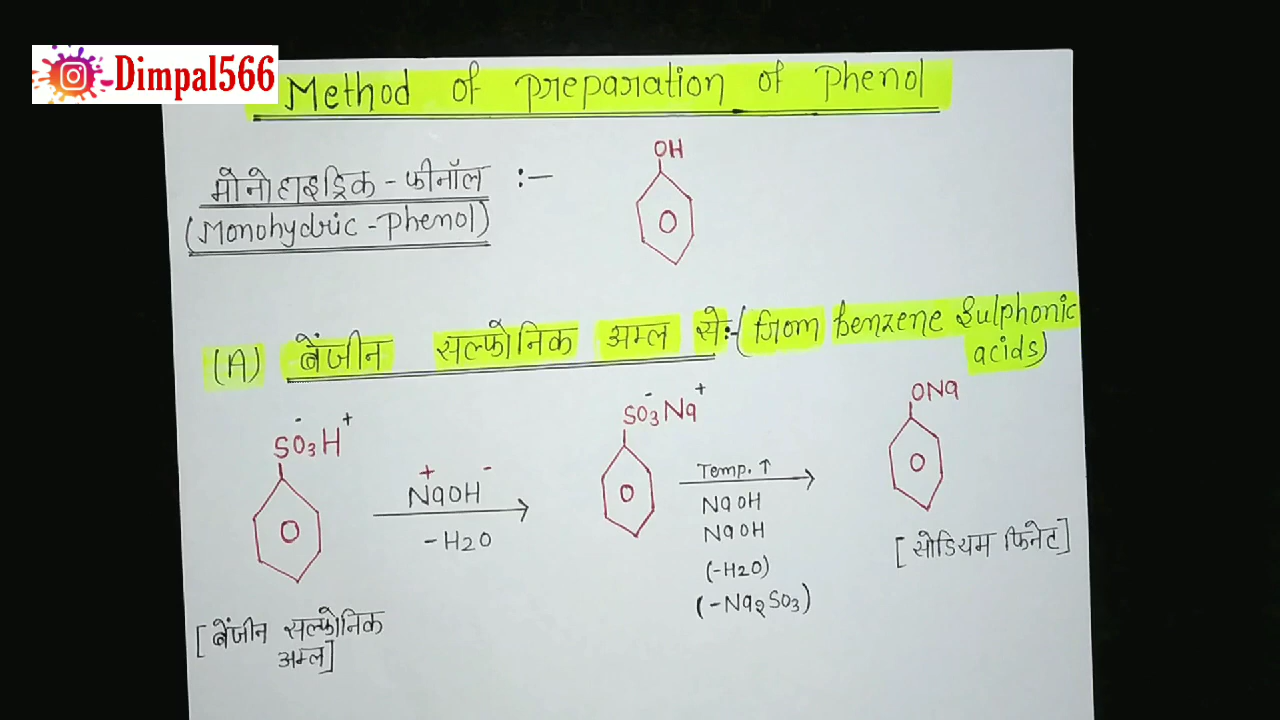 Dimpal566
Method of preparation of Phenol
मोनोहाइड्रिक-फीनॉल :-
(Monohydric-Phenol)
OH
(A) बेंजीन सल्फोनिक अम्ल से:-(from benzene Sulphonic
acids)
SO₃⁻H⁺
NaOH
+ -
-H2O
SO₃⁻Na⁺
Temp.↑
NaOH
NaOH
(-H2O)
(-Na2SO3)
ONa
[सोडियम फिनेट]
[बेंजीन सल्फोनिक
अम्ल]